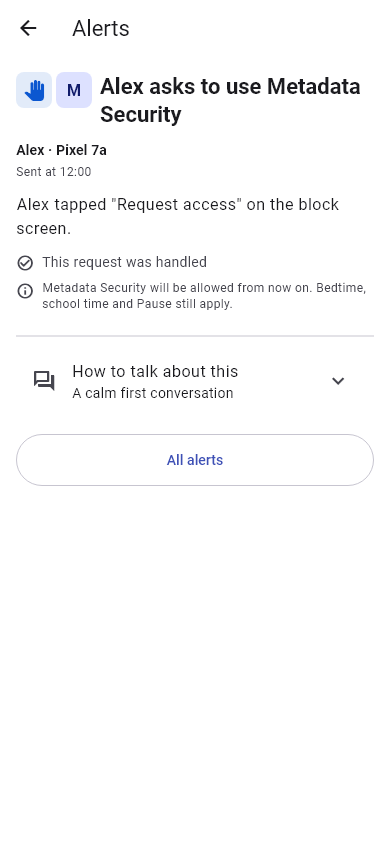 Alerts
M
Alex asks to use Metadata
Security
Alex · Pixel 7a
Sent at 12:00
Alex tapped "Request access" on the block
screen.
This request was handled
Metadata Security will be allowed from now on. Bedtime,
school time and Pause still apply.
How to talk about this
A calm first conversation
All alerts